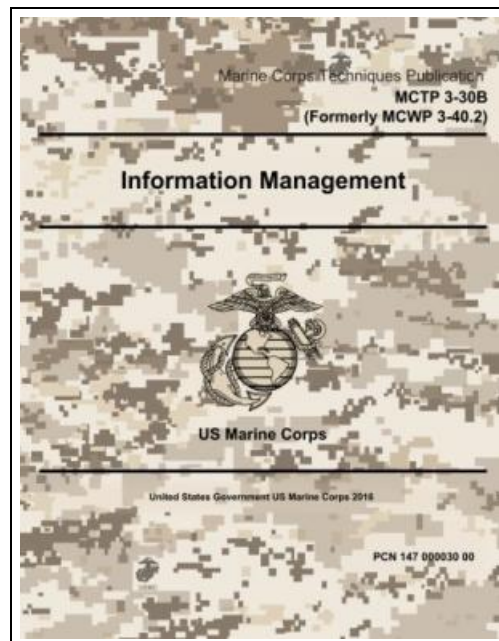 Marine Corps Techniques Publication
MCTP 3-30B
(Formerly MCWP 3-40.2)
Information Management
US Marine Corps
United States Government US Marine Corps 2016
PCN 147 000030 00